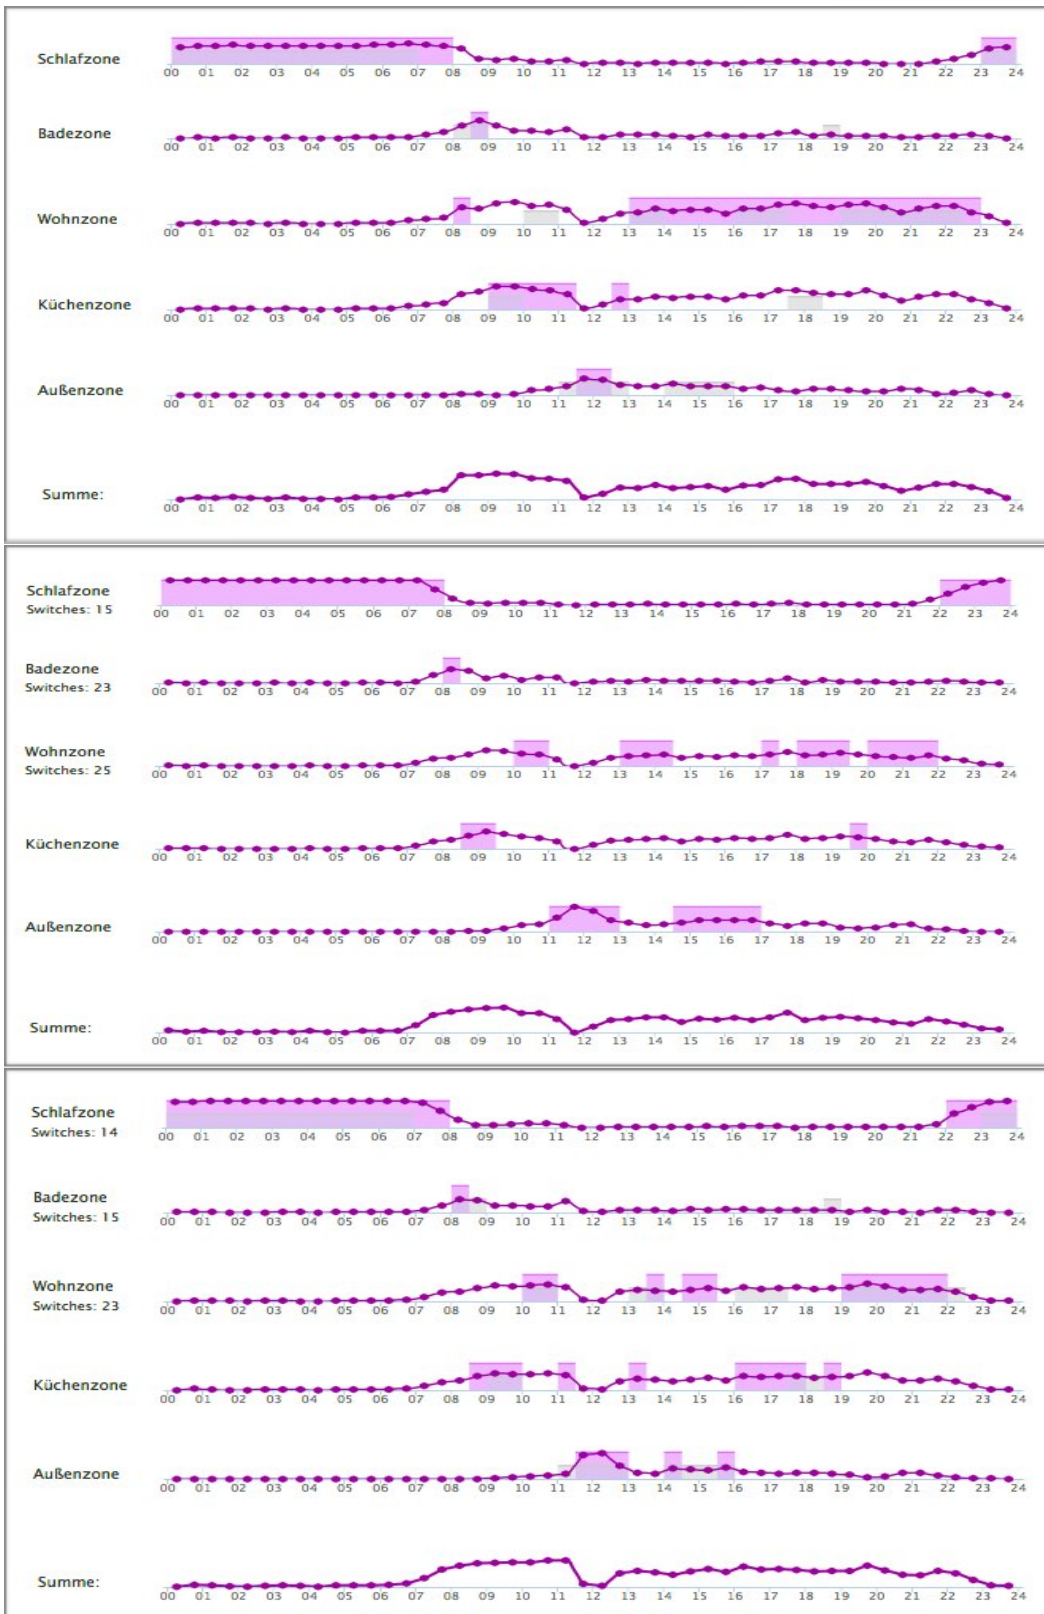 Schlafzone
00 01 02 03 04 05 06 07 08 09 10 11 12 13 14 15 16 17 18 19 20 21 22 23 24
Badezone
00 01 02 03 04 05 06 07 08 09 10 11 12 13 14 15 16 17 18 19 20 21 22 23 24
Wohnzone
00 01 02 03 04 05 06 07 08 09 10 11 12 13 14 15 16 17 18 19 20 21 22 23 24
Küchenzone
00 01 02 03 04 05 06 07 08 09 10 11 12 13 14 15 16 17 18 19 20 21 22 23 24
Außenzone
00 01 02 03 04 05 06 07 08 09 10 11 12 13 14 15 16 17 18 19 20 21 22 23 24
Summe:
00 01 02 03 04 05 06 07 08 09 10 11 12 13 14 15 16 17 18 19 20 21 22 23 24
Schlafzone
Switches: 15
00 01 02 03 04 05 06 07 08 09 10 11 12 13 14 15 16 17 18 19 20 21 22 23 24
Badezone
Switches: 23
00 01 02 03 04 05 06 07 08 09 10 11 12 13 14 15 16 17 18 19 20 21 22 23 24
Wohnzone
Switches: 25
00 01 02 03 04 05 06 07 08 09 10 11 12 13 14 15 16 17 18 19 20 21 22 23 24
Küchenzone
00 01 02 03 04 05 06 07 08 09 10 11 12 13 14 15 16 17 18 19 20 21 22 23 24
Außenzone
00 01 02 03 04 05 06 07 08 09 10 11 12 13 14 15 16 17 18 19 20 21 22 23 24
Summe:
00 01 02 03 04 05 06 07 08 09 10 11 12 13 14 15 16 17 18 19 20 21 22 23 24
Schlafzone
Switches: 14
00 01 02 03 04 05 06 07 08 09 10 11 12 13 14 15 16 17 18 19 20 21 22 23 24
Badezone
Switches: 15
00 01 02 03 04 05 06 07 08 09 10 11 12 13 14 15 16 17 18 19 20 21 22 23 24
Wohnzone
Switches: 23
00 01 02 03 04 05 06 07 08 09 10 11 12 13 14 15 16 17 18 19 20 21 22 23 24
Küchenzone
00 01 02 03 04 05 06 07 08 09 10 11 12 13 14 15 16 17 18 19 20 21 22 23 24
Außenzone
00 01 02 03 04 05 06 07 08 09 10 11 12 13 14 15 16 17 18 19 20 21 22 23 24
Summe:
00 01 02 03 04 05 06 07 08 09 10 11 12 13 14 15 16 17 18 19 20 21 22 23 24